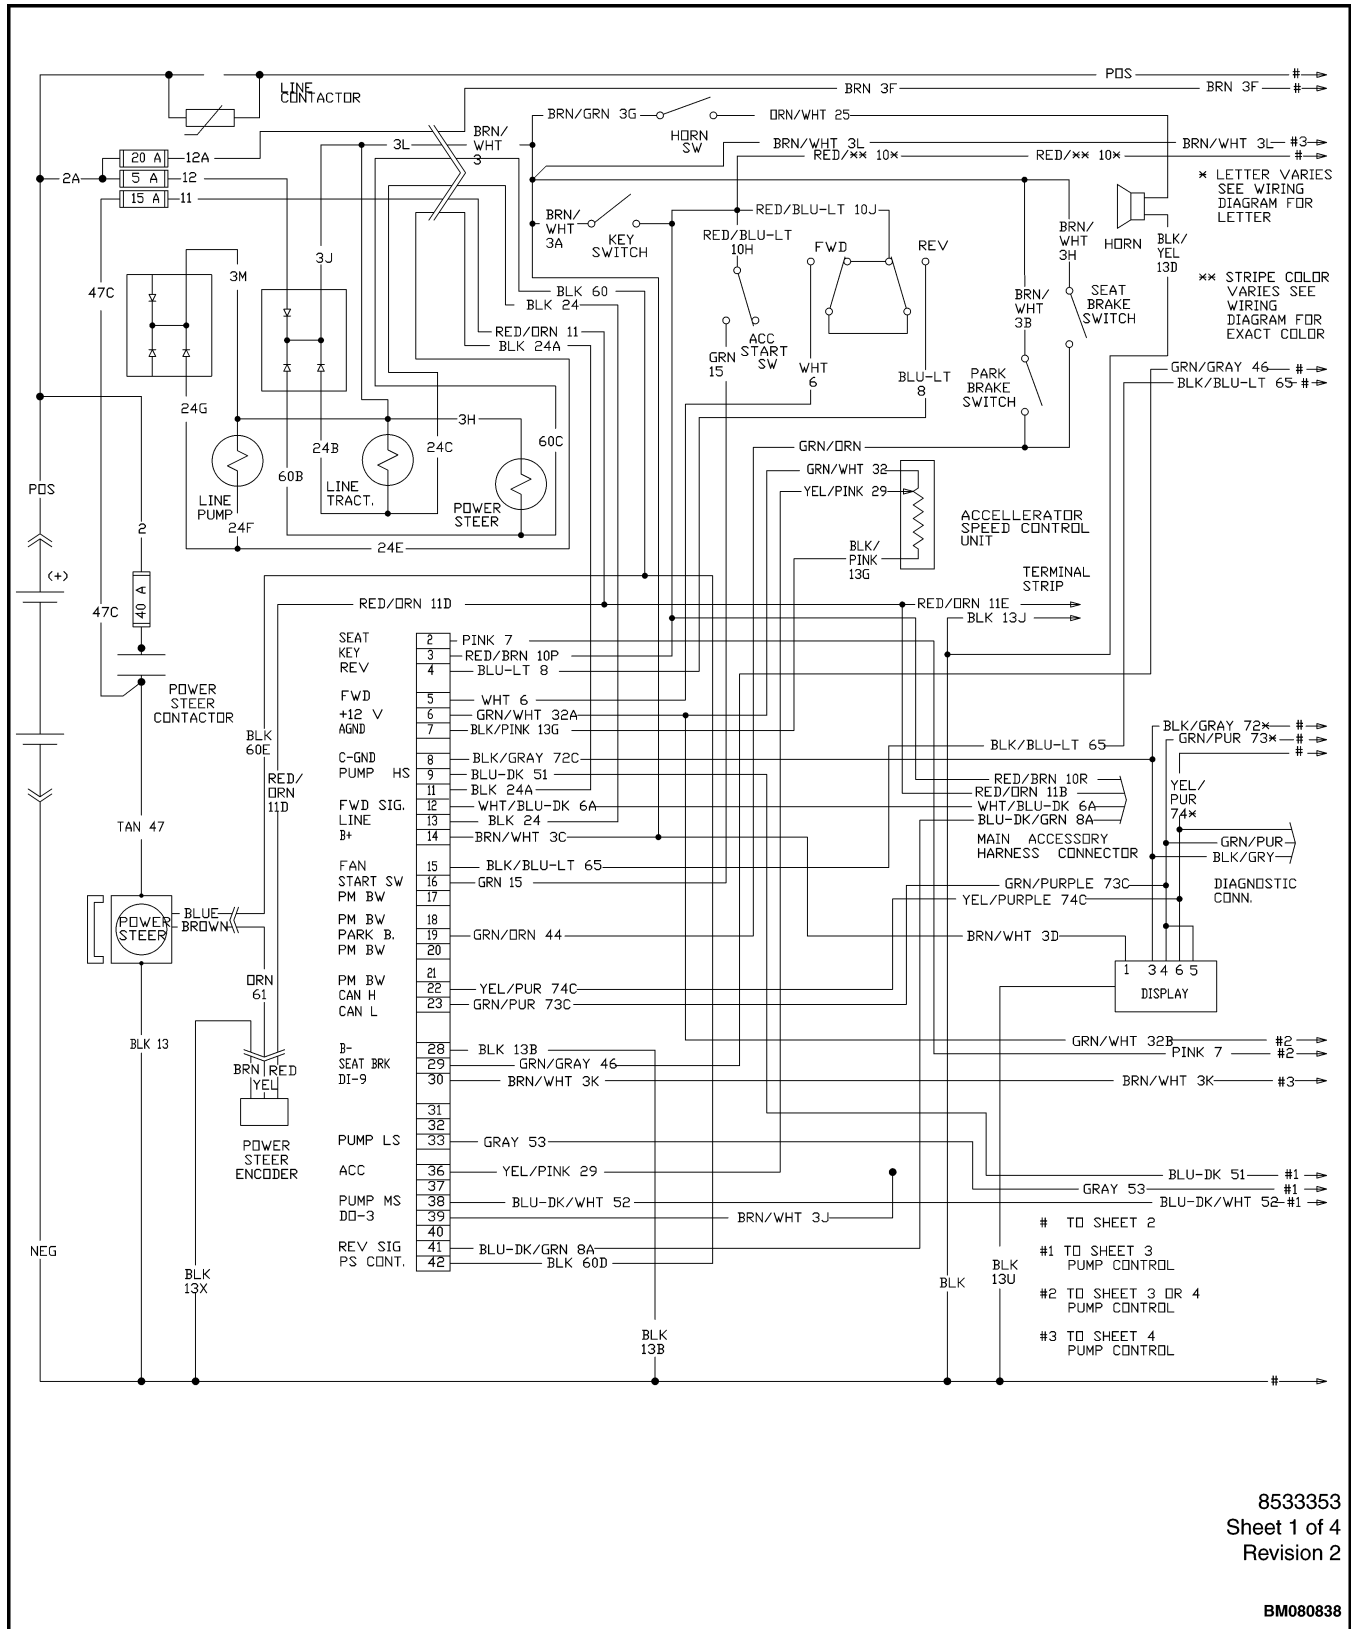 POS
#
LINE
CONTACTOR
BRN 3F
BRN 3F
#
BRN/GRN 3G
ORN/WHT 25
HORN
SW
3L
BRN/
WHT
3
BRN/WHT 3L
BRN/WHT 3L
#3
RED/** 10*
RED/** 10*
#
20 A
12A
2A
5 A
12
15 A
11
* LETTER VARIES
SEE WIRING
DIAGRAM FOR
LETTER
BRN/
WHT
3A
KEY
SWITCH
RED/BLU-LT 10J
RED/BLU-LT
10H
FWD
REV
BRN/
WHT
3H
HORN
BLK/
YEL
13D
3J
3M
47C
BLK 60
BLK 24
RED/ORN 11
BLK 24A
** STRIPE COLOR
VARIES SEE
WIRING
DIAGRAM FOR
EXACT COLOR
SEAT
BRAKE
SWITCH
BRN/
WHT
3B
ACC
START
SW
GRN
15
WHT
6
BLU-LT
8
PARK
BRAKE
SWITCH
GRN/GRAY 46
#
BLK/BLU-LT 65
#
24G
3H
24B
24C
60C
60B
LINE
PUMP
LINE
TRACT.
POWER
STEER
24F
24E
POS
2
(+)
40 A
47C
GRN/ORN
GRN/WHT 32
YEL/PINK 29
BLK/
PINK
13G
ACCELLERATOR
SPEED CONTROL
UNIT
TERMINAL
STRIP
RED/ORN 11D
RED/ORN 11E
BLK 13J
POWER
STEER
CONTACTOR
SEAT 2 PINK 7
KEY 3 RED/BRN 10P
REV 4 BLU-LT 8
FWD 5 WHT 6
+12 V 6 GRN/WHT 32A
AGND 7 BLK/PINK 13G
C-GND 8 BLK/GRAY 72C
PUMP HS 9 BLU-DK 51
11 BLK 24A
FWD SIG. 12 WHT/BLU-DK 6A
LINE 13 BLK 24
B+ 14 BRN/WHT 3C
FAN 15 BLK/BLU-LT 65
START SW 16 GRN 15
PM BW 17
PM BW 18
PARK B. 19 GRN/ORN 44
PM BW 20
21
PM BW 22 YEL/PUR 74C
CAN H 23 GRN/PUR 73C
CAN L
B- 28 BLK 13B
SEAT BRK 29 GRN/GRAY 46
DI-9 30 BRN/WHT 3K
31
32
PUMP LS 33 GRAY 53
ACC 36 YEL/PINK 29
37
PUMP MS 38 BLU-DK/WHT 52
DO-3 39 BRN/WHT 3J
40
REV SIG 41 BLU-DK/GRN 8A
PS CONT. 42 BLK 60D
BLK
60E
RED/
ORN
11D
TAN 47
POWER
STEER
BLUE
BROWN
ORN
61
BLK 13
BRN
RED
YEL
POWER
STEER
ENCODER
NEG
BLK
13X
BLK
13B
BLK/GRAY 72*
#
GRN/PUR 73*
#
#
BLK/BLU-LT 65
RED/BRN 10R
RED/ORN 11B
WHT/BLU-DK 6A
BLU-DK/GRN 8A
MAIN ACCESSORY
HARNESS CONNECTOR
YEL/
PUR
74*
GRN/PUR
BLK/GRY
DIAGNOSTIC
CONN.
GRN/PURPLE 73C
YEL/PURPLE 74C
BRN/WHT 3D
1 3 4 6 5
DISPLAY
GRN/WHT 32B
#2
PINK 7
#2
BRN/WHT 3K
#3
BLU-DK 51
#1
GRAY 53
#1
BLU-DK/WHT 52
#1
# TO SHEET 2
#1 TO SHEET 3
PUMP CONTROL
#2 TO SHEET 3 OR 4
PUMP CONTROL
#3 TO SHEET 4
PUMP CONTROL
BLK
BLK
13U
#
8533353
Sheet 1 of 4
Revision 2
BM080838